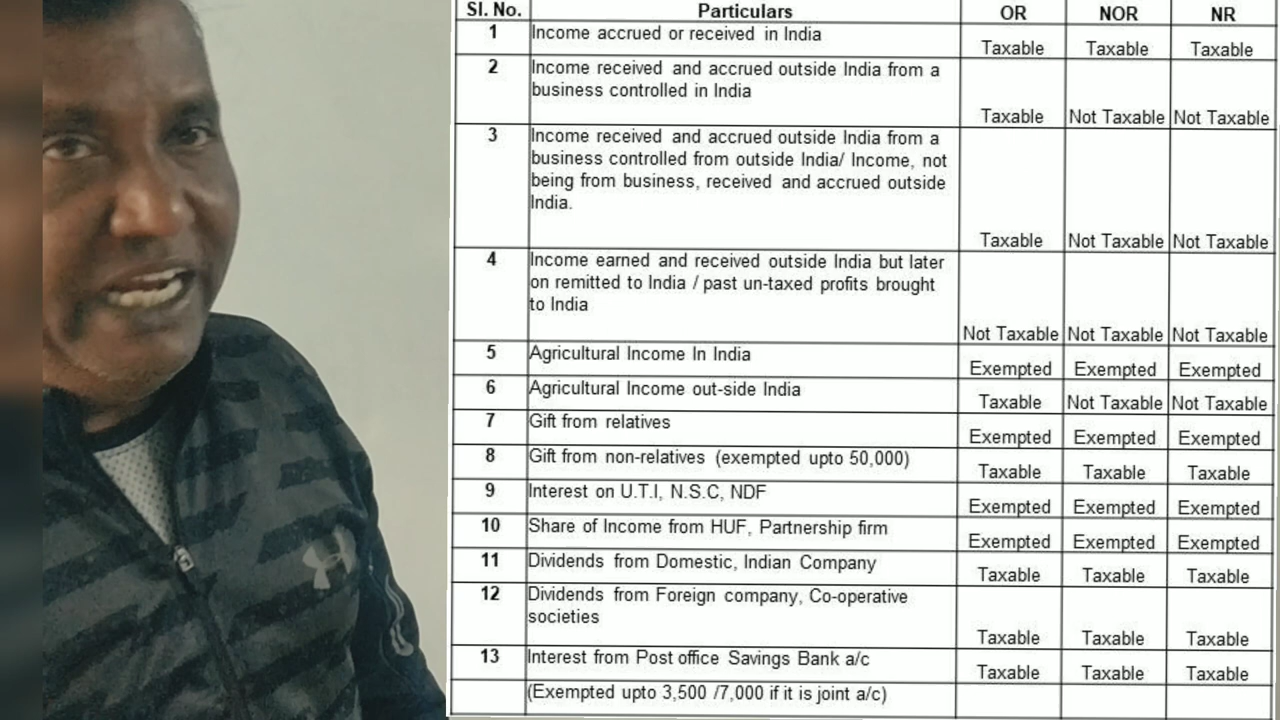 Sl. No. Particulars OR NOR NR
1 Income accrued or received in India Taxable Taxable Taxable
2 Income received and accrued outside India from a
business controlled in India
Taxable Not Taxable Not Taxable
3 Income received and accrued outside India from a
business controlled from outside India/ Income, not
being from business, received and accrued outside
India.
Taxable Not Taxable Not Taxable
4 Income earned and received outside India but later
on remitted to India / past un-taxed profits brought
to India
Not Taxable Not Taxable Not Taxable
5 Agricultural Income In India Exempted Exempted Exempted
6 Agricultural Income out-side India Taxable Not Taxable Not Taxable
7 Gift from relatives Exempted Exempted Exempted
8 Gift from non-relatives (exempted upto 50,000) Taxable Taxable Taxable
9 Interest on U.T.I, N.S.C, NDF Exempted Exempted Exempted
10 Share of Income from HUF, Partnership firm Exempted Exempted Exempted
11 Dividends from Domestic, Indian Company Taxable Taxable Taxable
12 Dividends from Foreign company, Co-operative
societies
Taxable Taxable Taxable
13 Interest from Post office Savings Bank a/c Taxable Taxable Taxable
(Exempted upto 3,500 /7,000 if it is joint a/c)